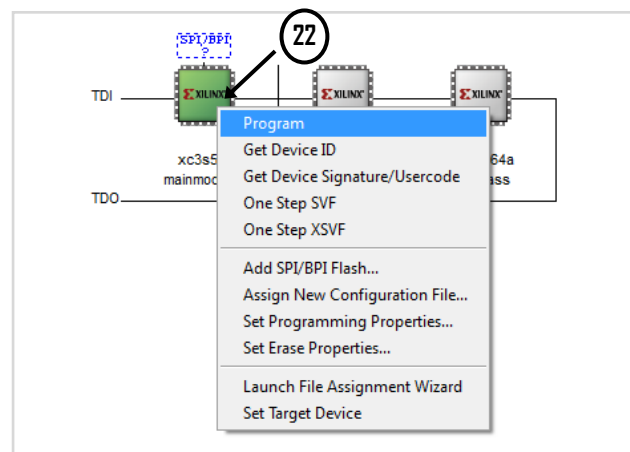 SPI/BPI
?
22
TDI
XILINX
XILINX
XILINX
Program
Get Device ID
Get Device Signature/Usercode
One Step SVF
One Step XSVF
Add SPI/BPI Flash...
Assign New Configuration File...
Set Programming Properties...
Set Erase Properties...
Launch File Assignment Wizard
Set Target Device
xc3s5
64a
mainmod
ass
TDO